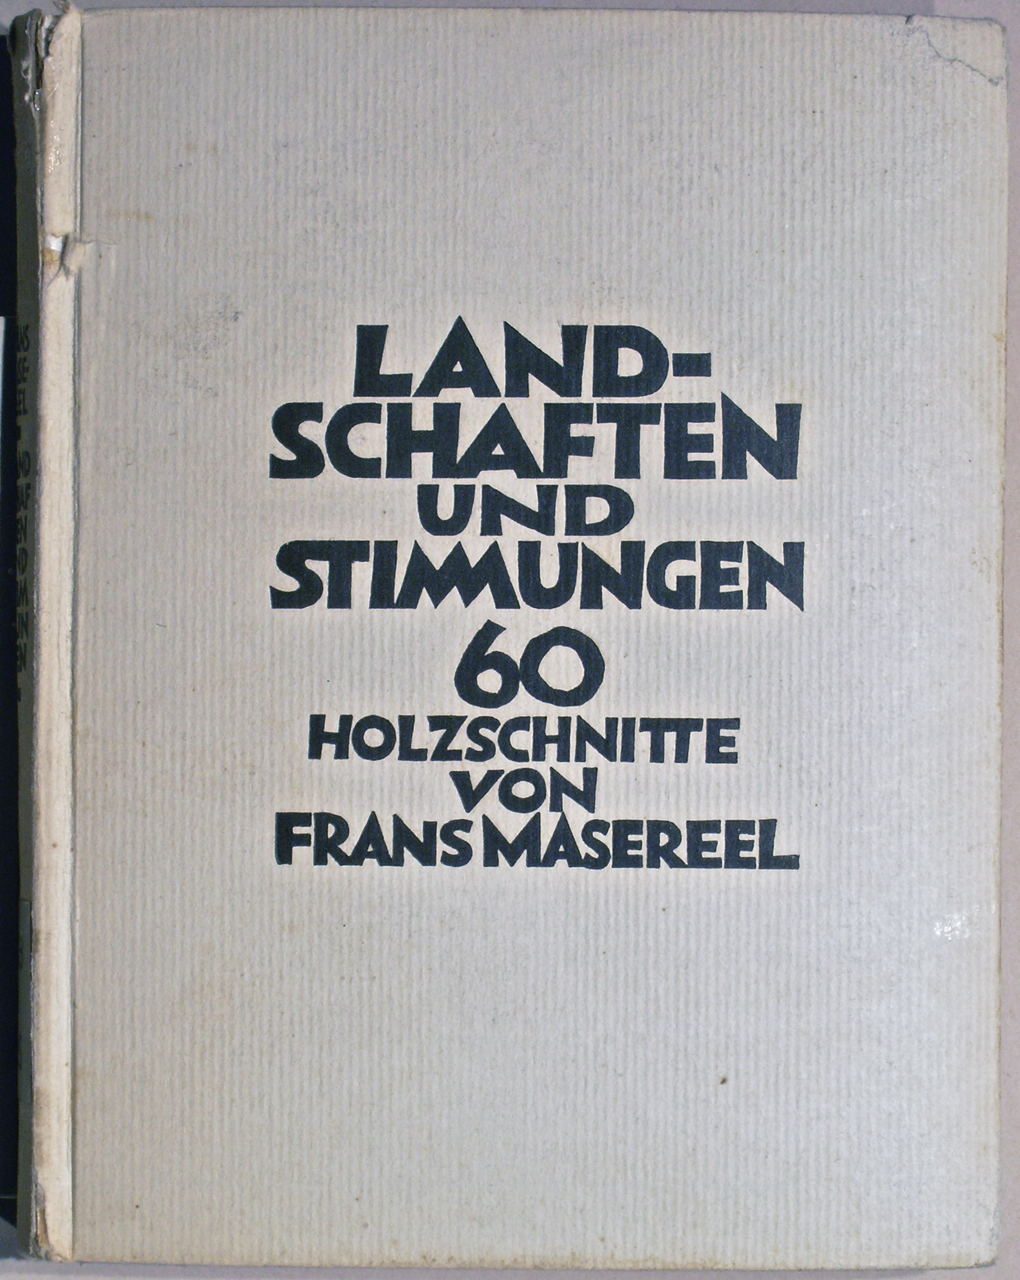 LAND-
SCHAFTEN
UND
STIMMUNGEN
60
HOLZSCHNITTE
VON
FRANS MASEREEL